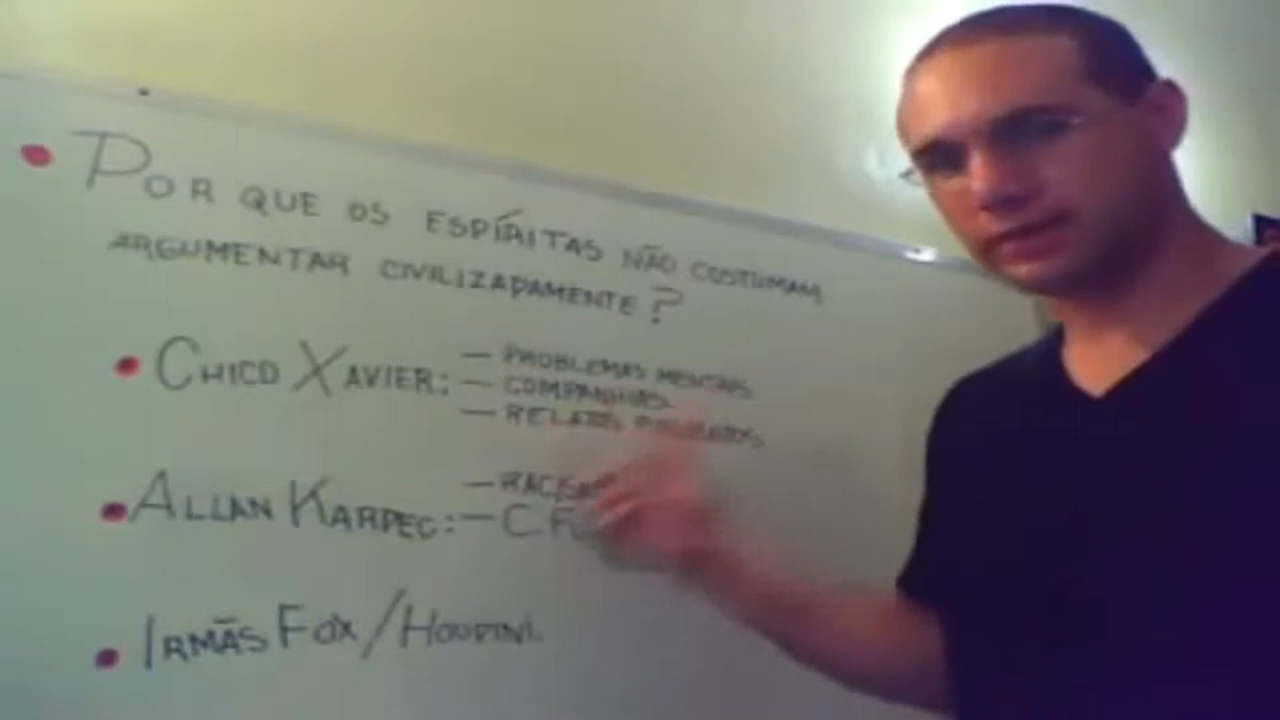 POR QUE OS ESPÍRITAS NÃO COSTUMAM
ARGUMENTAR CIVILIZADAMENTE?
CHICO XAVIER:
— PROBLEMAS MENTAIS
— COMPANHIAS
— RELATOS
ALLAN KARDEC:
—
—
IRMÃS FOX/HOUDINI.